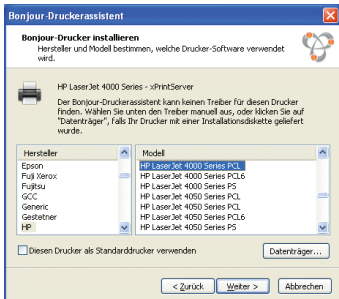 Bonjour-Druckerassistent
Bonjour-Drucker installieren
Hersteller und Modell bestimmen, welche Drucker-Software verwendet
wird.
HP LaserJet 4000 Series - xPrintServer
Der Bonjour-Druckerassistent kann keinen Treiber für diesen Drucker
finden. Wählen Sie unten den Treiber manuell aus, oder klicken Sie auf
"Datenträger", falls Ihr Drucker mit einer Installationsdiskette geliefert
wurde.
Hersteller
Epson
Fuji Xerox
Fujitsu
GCC
Generic
Gestetner
HP
Modell
HP LaserJet 4000 Series PCL
HP LaserJet 4000 Series PCL6
HP LaserJet 4000 Series PS
HP LaserJet 4050 Series PCL
HP LaserJet 4050 Series PCL6
HP LaserJet 4050 Series PS
Diesen Drucker als Standarddrucker verwenden
Datenträger...
< Zurück
Weiter >
Abbrechen